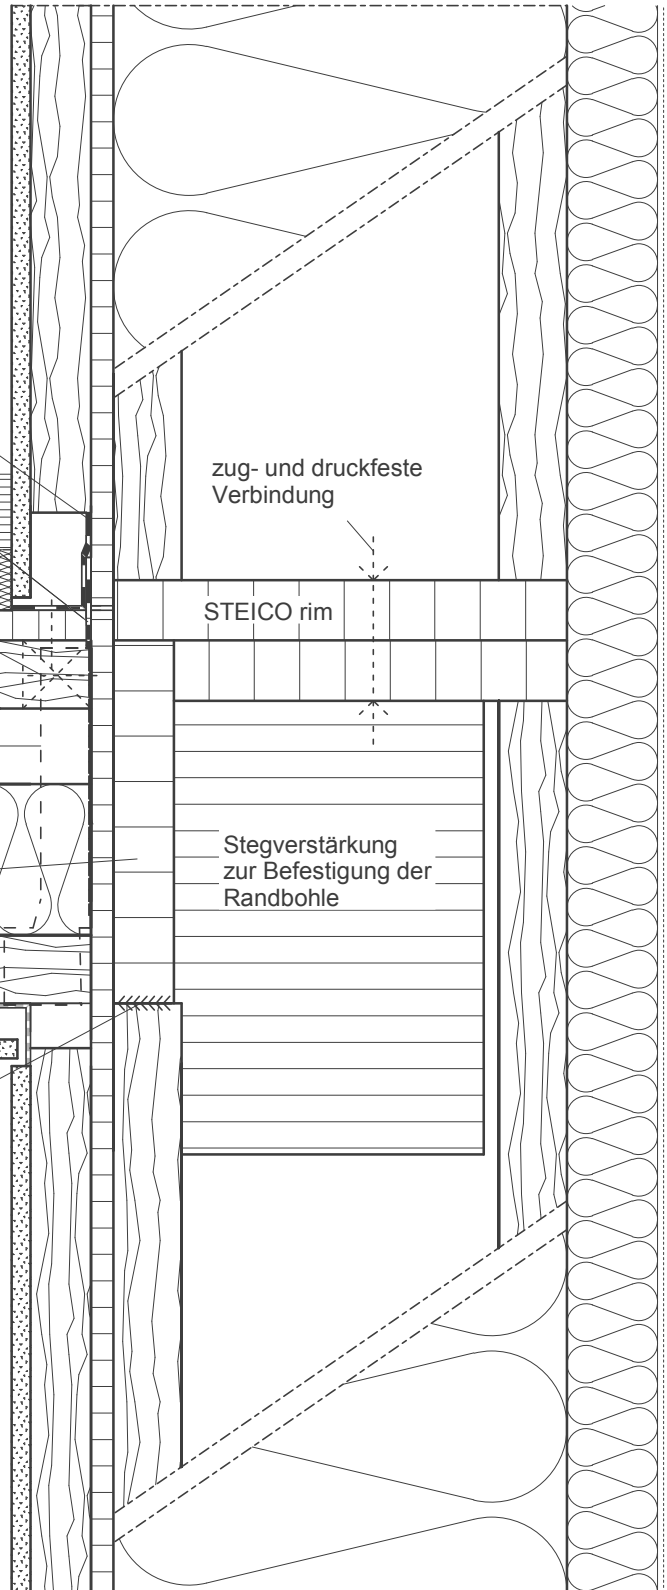 zug- und druckfeste
Verbindung
STEICO rim
Stegverstärkung
zur Befestigung der
Randbohle